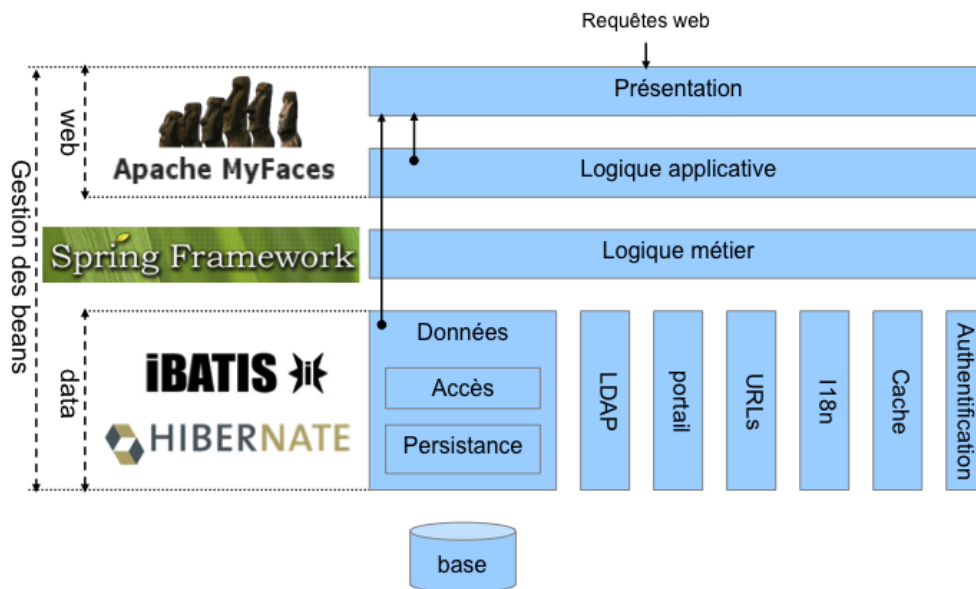 Requêtes web
Présentation
web
Apache MyFaces
Logique applicative
Gestion des beans
Spring Framework
Logique métier
data
iBATIS
HIBERNATE
Données
Accès
Persistance
LDAP
portail
URLs
I18n
Cache
Authentification
base